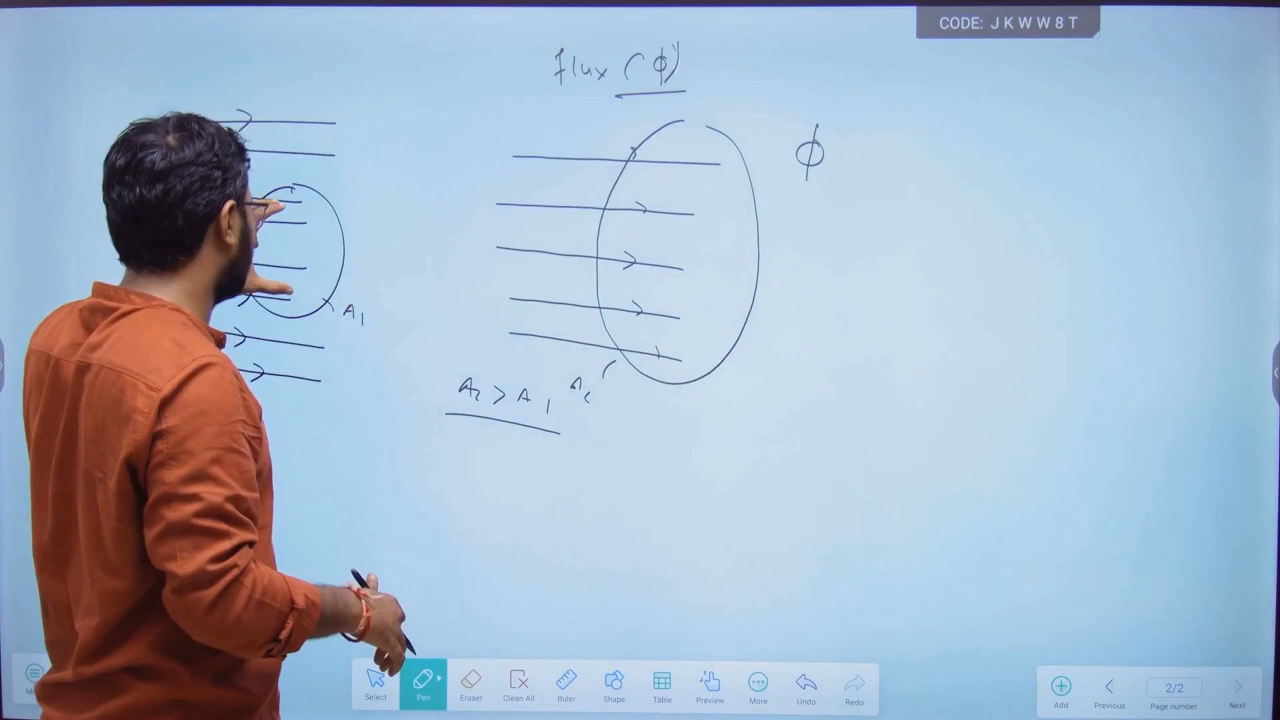 CODE: J K W W 8 T
flux (ϕ)
ϕ
A1
A2 > A1
A2
Select
Pen
Eraser
Clean All
Ruler
Shape
Table
Preview
More
Undo
Redo
Add
Previous
2/2
Page number
Next